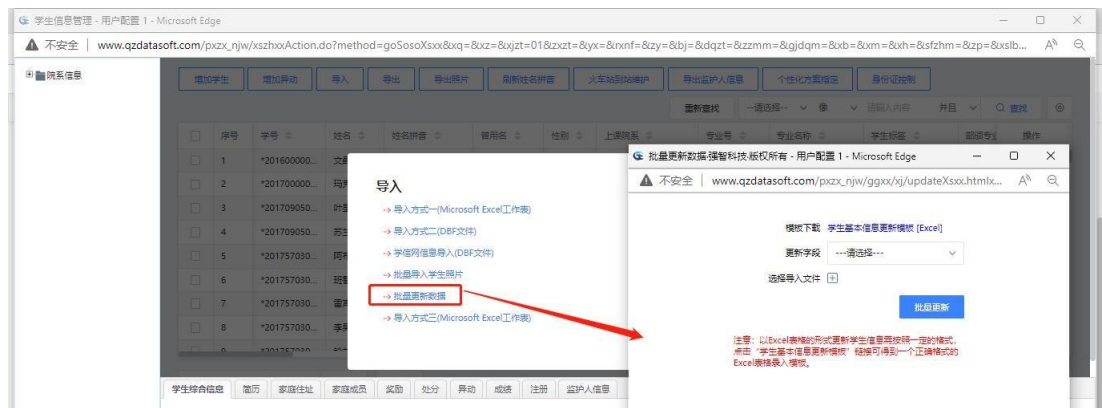 学生信息管理 - 用户配置 1 - Microsoft Edge
不安全 | www.qzdatasoft.com/pxzx_njw/xszhxxAction.do?method=goSosoXsxx&xq=&xz=&xjzt=01&zxzt=&yx=&rxnf=&zy=&bj=&dqzt=&zzmm=&gjdqm=&xb=&xm=&xh=&sfzhm=&zp=&xslb...
院系信息
增加学生 增加异动 导入 导出 导出照片 刷新姓名拼音 火车站到站维护 导出监护人信息 个性化方案指定 身份证控制
重新查找 --请选择-- 像 请输入内容 并且 查找
序号 学号 姓名 姓名拼音 曾用名 性别 上课院系 专业号 专业名称 学生标签 操作
1 *201600000...
2 *201700000...
3 *201709050...
4 *201709050...
5 *201757030...
6 *201757030...
7 *201757030...
8 *201757030...
9 *201757030
导入
→ 导入方式一(Microsoft Excel工作表)
→ 导入方式二(DBF文件)
→ 学信网信息导入(DBF文件)
→ 批量导入学生照片
→ 批量更新数据
→ 导入方式三(Microsoft Excel工作表)
批量更新数据-强智科技.版权所有 - 用户配置 1 - Microsoft Edge
不安全 | www.qzdatasoft.com/pxzx_njw/ggxx/xj/updateXsxx.htmlx...
模板下载 学生基本信息更新模板 [Excel]
更新字段 ---请选择---
选择导入文件
批量更新
注意：以Excel表格的形式更新学生信息需按照一定的格式，
点击“学生基本信息更新模板”链接可得到一个正确格式的
Excel表格录入模板。
学生综合信息 简历 家庭住址 家庭成员 奖励 处分 异动 成绩 注册 监护人信息